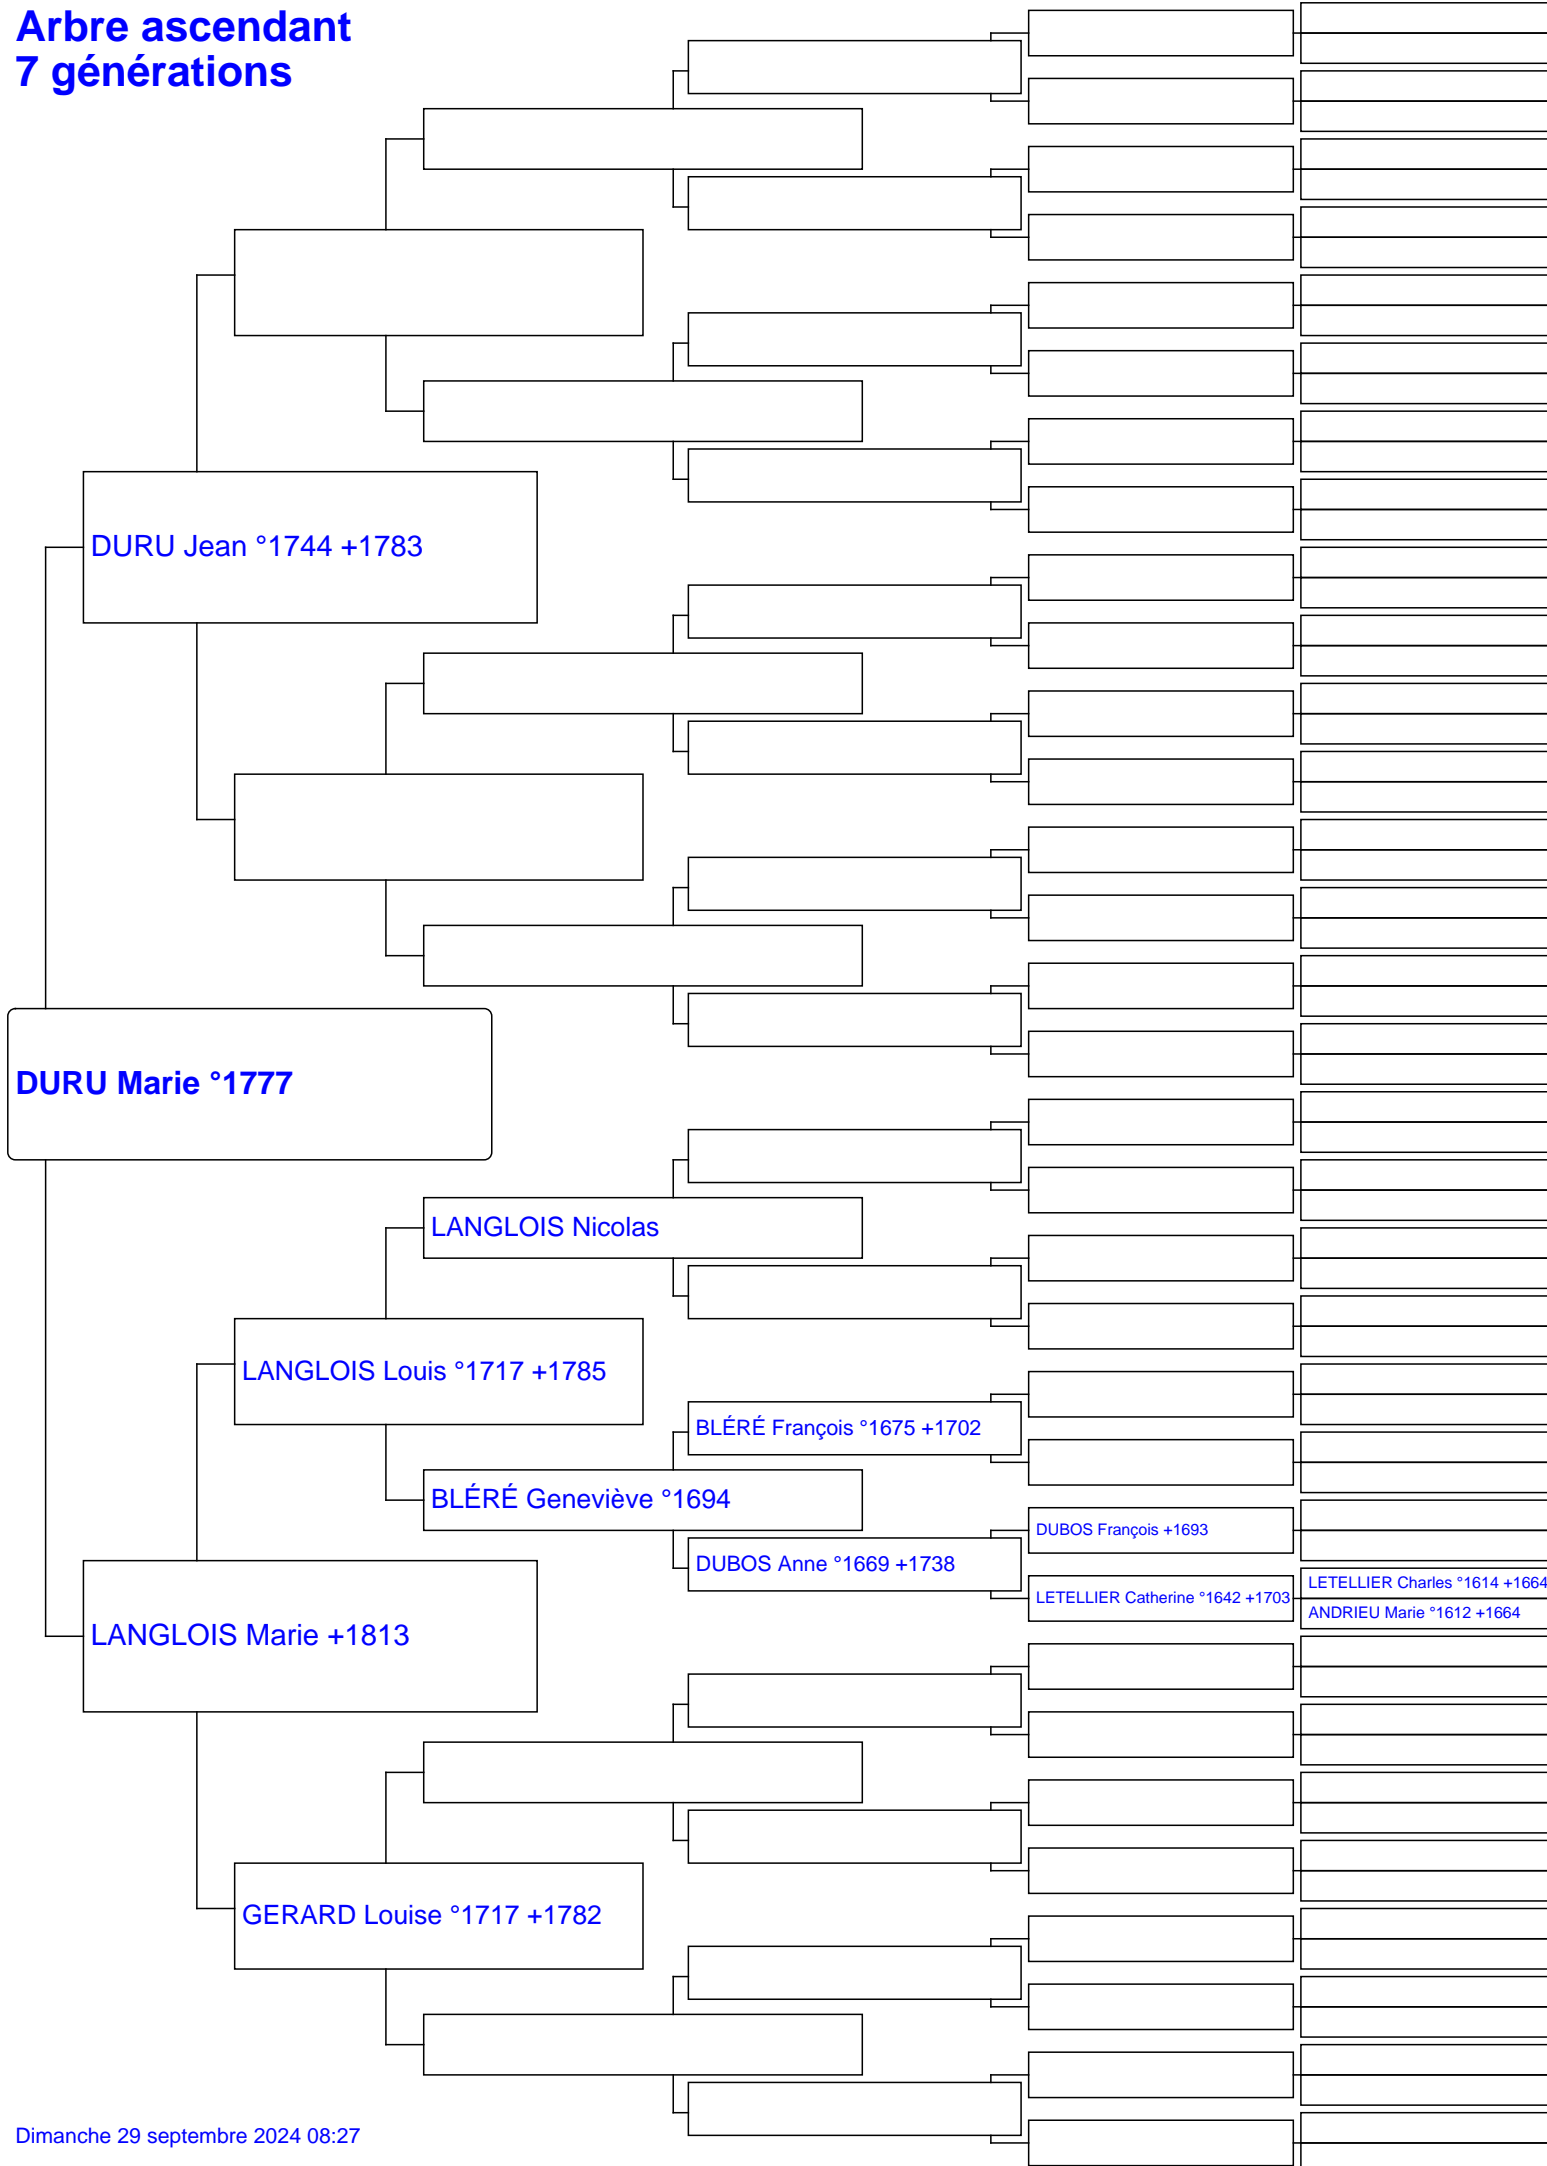 Arbre ascendant
7 générations
DURU Jean °1744 +1783
DURU Marie °1777
LANGLOIS Nicolas
LANGLOIS Louis °1717 +1785
BLÉRÉ François °1675 +1702
BLÉRÉ Geneviève °1694
DUBOS François +1693
DUBOS Anne °1669 +1738
LETELLIER Charles °1614 +1664
LETELLIER Catherine °1642 +1703
ANDRIEU Marie °1612 +1664
LANGLOIS Marie +1813
GERARD Louise °1717 +1782
Dimanche 29 septembre 2024 08:27